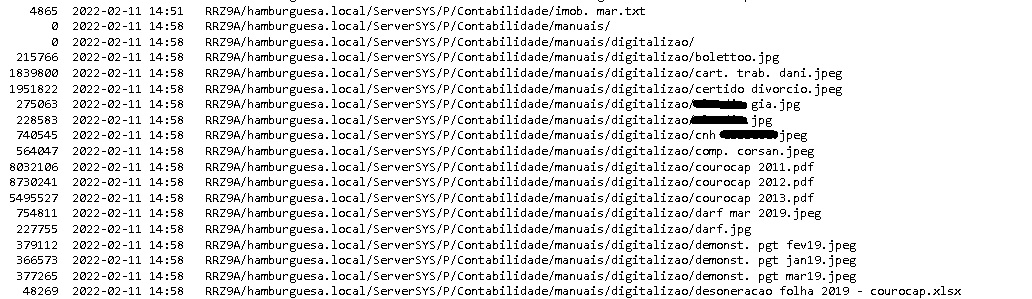 4865 2022-02-11 14:51 RRZ9A/hamburguesa.local/ServerSYS/P/Contabilidade/imob. mar.txt
0 2022-02-11 14:58 RRZ9A/hamburguesa.local/ServerSYS/P/Contabilidade/manuais/
0 2022-02-11 14:58 RRZ9A/hamburguesa.local/ServerSYS/P/Contabilidade/manuais/digitalizao/
215766 2022-02-11 14:58 RRZ9A/hamburguesa.local/ServerSYS/P/Contabilidade/manuais/digitalizao/bolettoo.jpg
1839800 2022-02-11 14:58 RRZ9A/hamburguesa.local/ServerSYS/P/Contabilidade/manuais/digitalizao/cart. trab. dani.jpeg
1951822 2022-02-11 14:58 RRZ9A/hamburguesa.local/ServerSYS/P/Contabilidade/manuais/digitalizao/certido divorcio.jpeg
275063 2022-02-11 14:58 RRZ9A/hamburguesa.local/ServerSYS/P/Contabilidade/manuais/digitalizao/ gia.jpg
228583 2022-02-11 14:58 RRZ9A/hamburguesa.local/ServerSYS/P/Contabilidade/manuais/digitalizao/ .jpg
740545 2022-02-11 14:58 RRZ9A/hamburguesa.local/ServerSYS/P/Contabilidade/manuais/digitalizao/cnh jpeg
564047 2022-02-11 14:58 RRZ9A/hamburguesa.local/ServerSYS/P/Contabilidade/manuais/digitalizao/comp. corsan.jpeg
8032106 2022-02-11 14:58 RRZ9A/hamburguesa.local/ServerSYS/P/Contabilidade/manuais/digitalizao/courocap 2011.pdf
8730241 2022-02-11 14:58 RRZ9A/hamburguesa.local/ServerSYS/P/Contabilidade/manuais/digitalizao/courocap 2012.pdf
5495527 2022-02-11 14:58 RRZ9A/hamburguesa.local/ServerSYS/P/Contabilidade/manuais/digitalizao/courocap 2013.pdf
754811 2022-02-11 14:58 RRZ9A/hamburguesa.local/ServerSYS/P/Contabilidade/manuais/digitalizao/darf mar 2019.jpeg
227755 2022-02-11 14:58 RRZ9A/hamburguesa.local/ServerSYS/P/Contabilidade/manuais/digitalizao/darf.jpg
379112 2022-02-11 14:58 RRZ9A/hamburguesa.local/ServerSYS/P/Contabilidade/manuais/digitalizao/demonst. pgt fev19.jpeg
366573 2022-02-11 14:58 RRZ9A/hamburguesa.local/ServerSYS/P/Contabilidade/manuais/digitalizao/demonst. pgt jan19.jpeg
377265 2022-02-11 14:58 RRZ9A/hamburguesa.local/ServerSYS/P/Contabilidade/manuais/digitalizao/demonst. pgt mar19.jpeg
48269 2022-02-11 14:58 RRZ9A/hamburguesa.local/ServerSYS/P/Contabilidade/manuais/digitalizao/desoneracao folha 2019 - courocap.xlsx